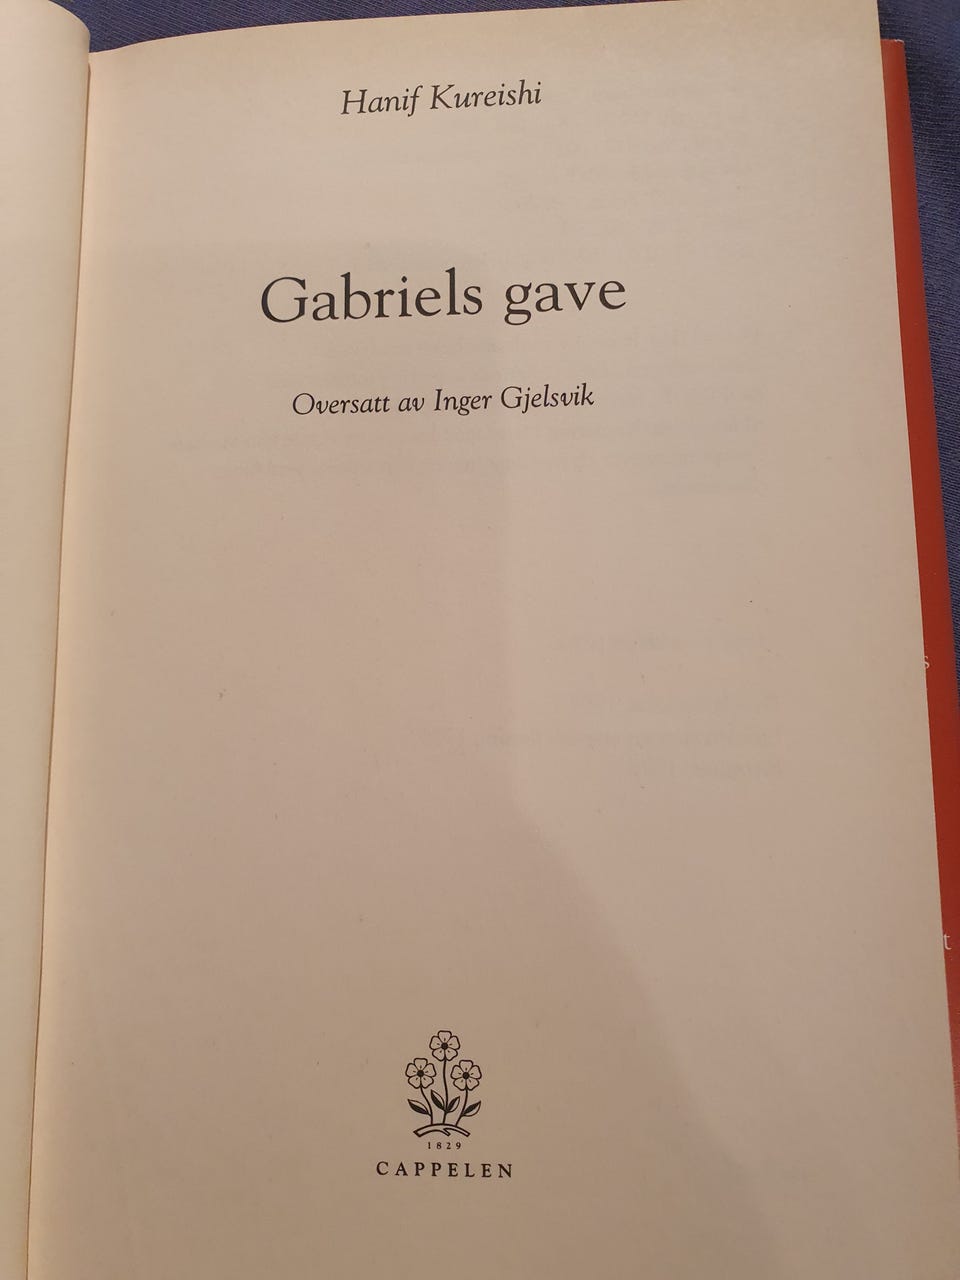 Hanif Kureishi
Gabriels gave
Oversatt av Inger Gjelsvik
1829
CAPPELEN
s
t